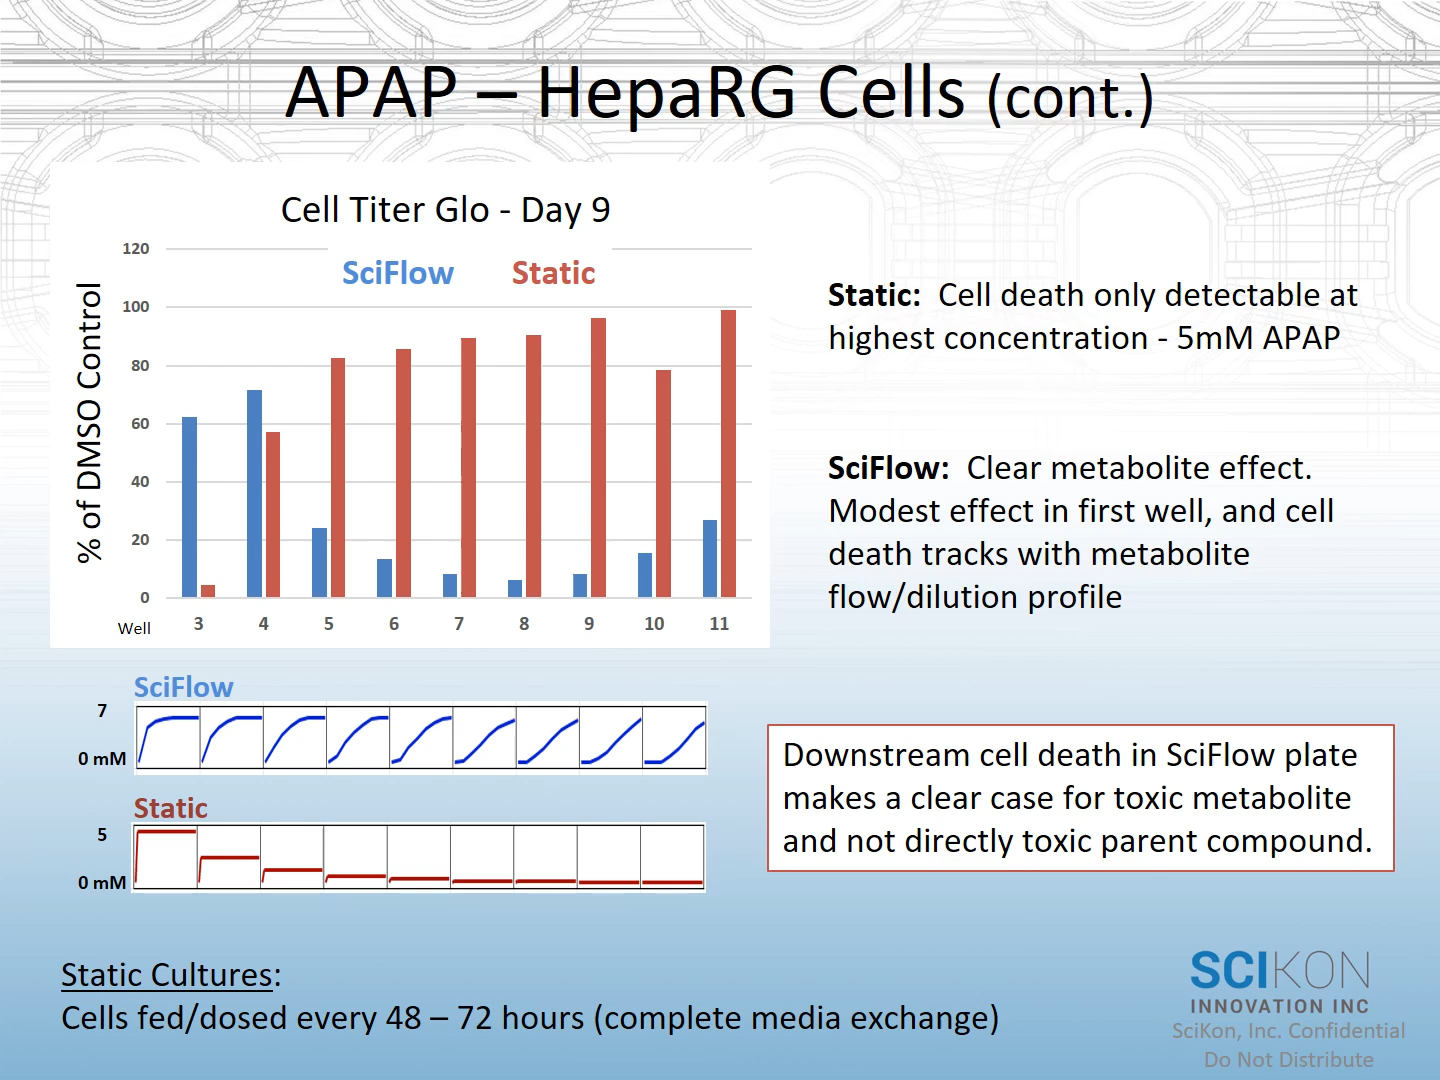 APAP – HepaRG Cells (cont.)
Cell Titer Glo - Day 9
SciFlow Static
% of DMSO Control
120
100
80
60
40
20
0
Well 3 4 5 6 7 8 9 10 11
Static: Cell death only detectable at
highest concentration - 5mM APAP
SciFlow: Clear metabolite effect.
Modest effect in first well, and cell
death tracks with metabolite
flow/dilution profile
SciFlow
7
0 mM
Static
5
0 mM
Downstream cell death in SciFlow plate
makes a clear case for toxic metabolite
and not directly toxic parent compound.
Static Cultures:
Cells fed/dosed every 48 – 72 hours (complete media exchange)
SCIKON
INNOVATION INC
SciKon, Inc. Confidential
Do Not Distribute